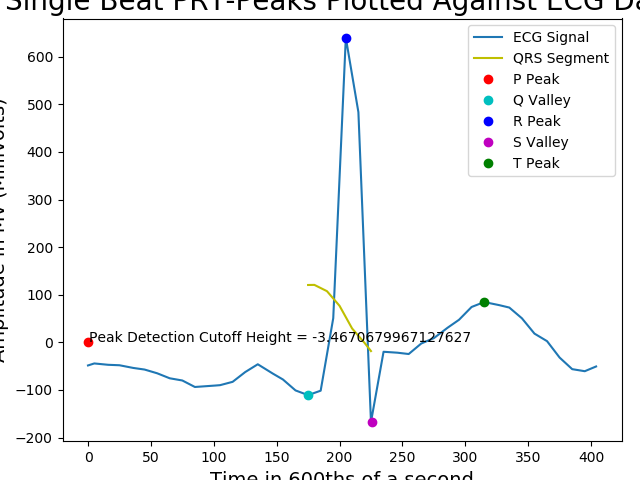 Single Beat PRT-Peaks Plotted Against ECG Da
ECG Signal
QRS Segment
P Peak
Q Valley
R Peak
S Valley
T Peak
Amplitude in MV (Millivolts)
600
500
400
300
200
100
0
−100
−200
Peak Detection Cutoff Height = -3.4670679967127627
0 50 100 150 200 250 300 350 400
Time in 600ths of a second